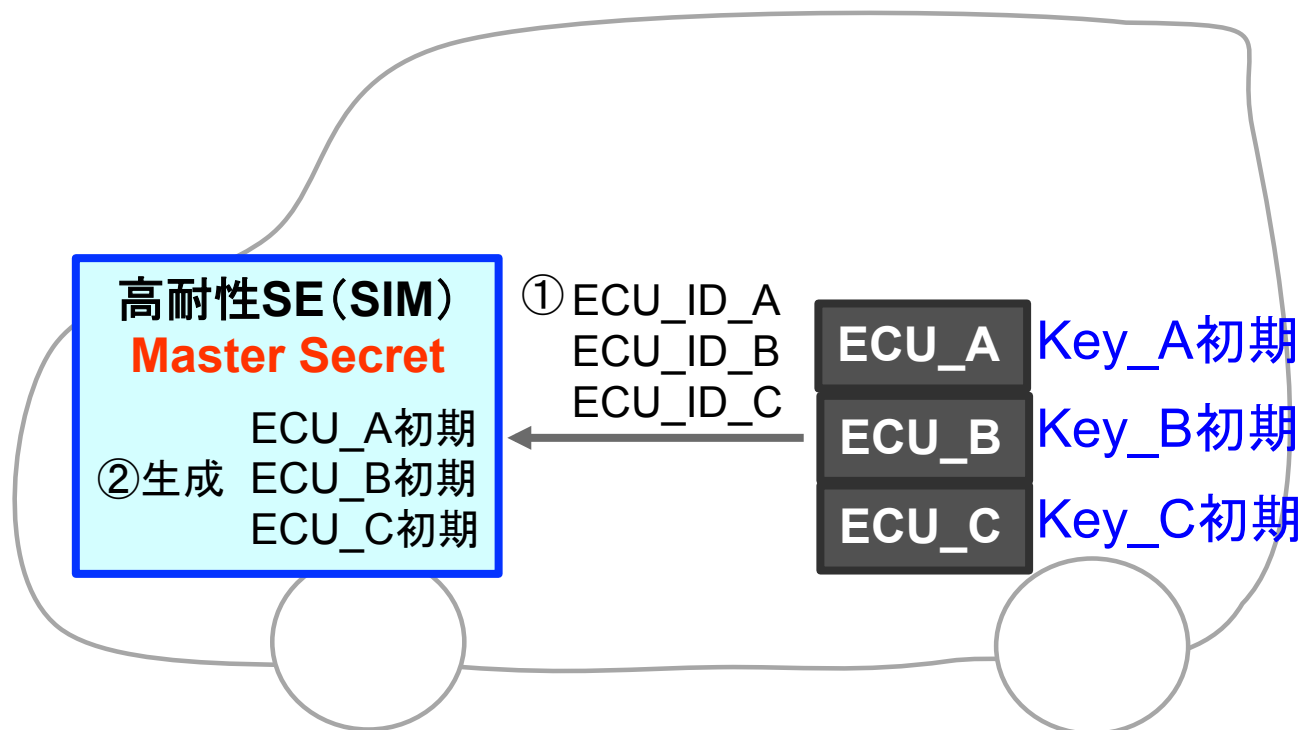 高耐性SE（SIM）
Master Secret
ECU_A初期
②生成 ECU_B初期
ECU_C初期
① ECU_ID_A
ECU_ID_B
ECU_ID_C
ECU_A Key_A初期
ECU_B Key_B初期
ECU_C Key_C初期